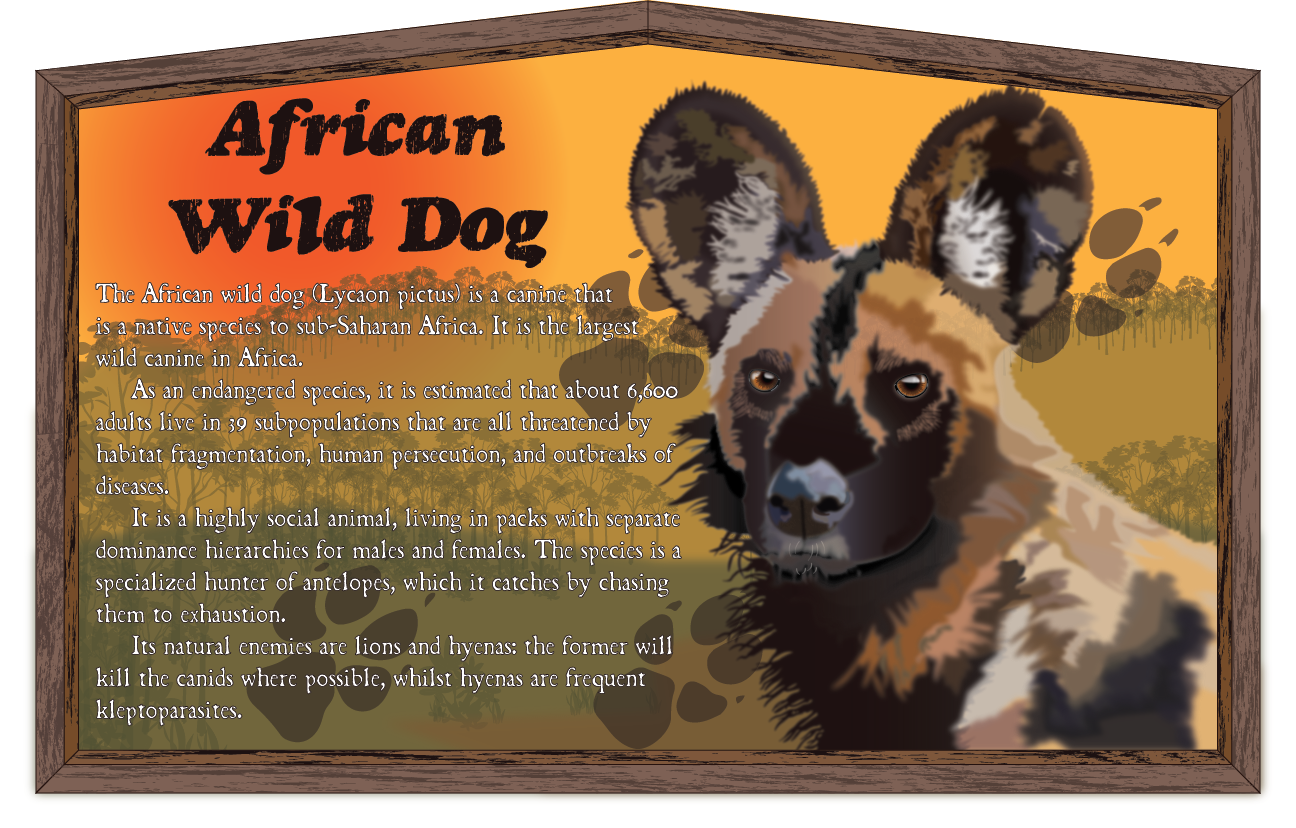 African
Wild Dog
The African wild dog (Lycaon pictus) is a canine that
is a native species to sub-Saharan Africa. It is the largest
wild canine in Africa.
As an endangered species, it is estimated that about 6,600
adults live in 39 subpopulations that are all threatened by
habitat fragmentation, human persecution, and outbreaks of
diseases.
It is a highly social animal, living in packs with separate
dominance hierarchies for males and females. The species is a
specialized hunter of antelopes, which it catches by chasing
them to exhaustion.
Its natural enemies are lions and hyenas: the former will
kill the canids where possible, whilst hyenas are frequent
kleptoparasites.